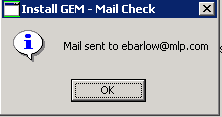 Install GEM - Mail Check
Mail sent to ebarlow@mlp.com
OK